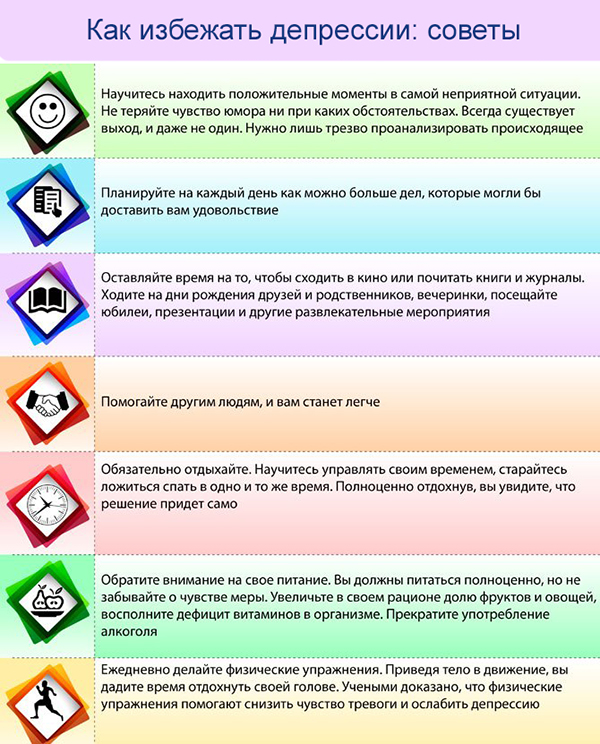 Как избежать депрессии: советы
Научитесь находить положительные моменты в самой неприятной ситуации.
Не теряйте чувство юмора ни при каких обстоятельствах. Всегда существует
выход, и даже не один. Нужно лишь трезво проанализировать происходящее
Планируйте на каждый день как можно больше дел, которые могли бы
доставить вам удовольствие
Оставляйте время на то, чтобы сходить в кино или почитать книги и журналы.
Ходите на дни рождения друзей и родственников, вечеринки, посещайте
юбилеи, презентации и другие развлекательные мероприятия
Помогайте другим людям, и вам станет легче
Обязательно отдыхайте. Научитесь управлять своим временем, старайтесь
ложиться спать в одно и то же время. Полноценно отдохнув, вы увидите, что
решение придет само
Обратите внимание на свое питание. Вы должны питаться полноценно, но не
забывайте о чувстве меры. Увеличьте в своем рационе долю фруктов и овощей,
восполните дефицит витаминов в организме. Прекратите употребление
алкоголя
Ежедневно делайте физические упражнения. Приведя тело в движение, вы
дадите время отдохнуть своей голове. Учеными доказано, что физические
упражнения помогают снизить чувство тревоги и ослабить депрессию